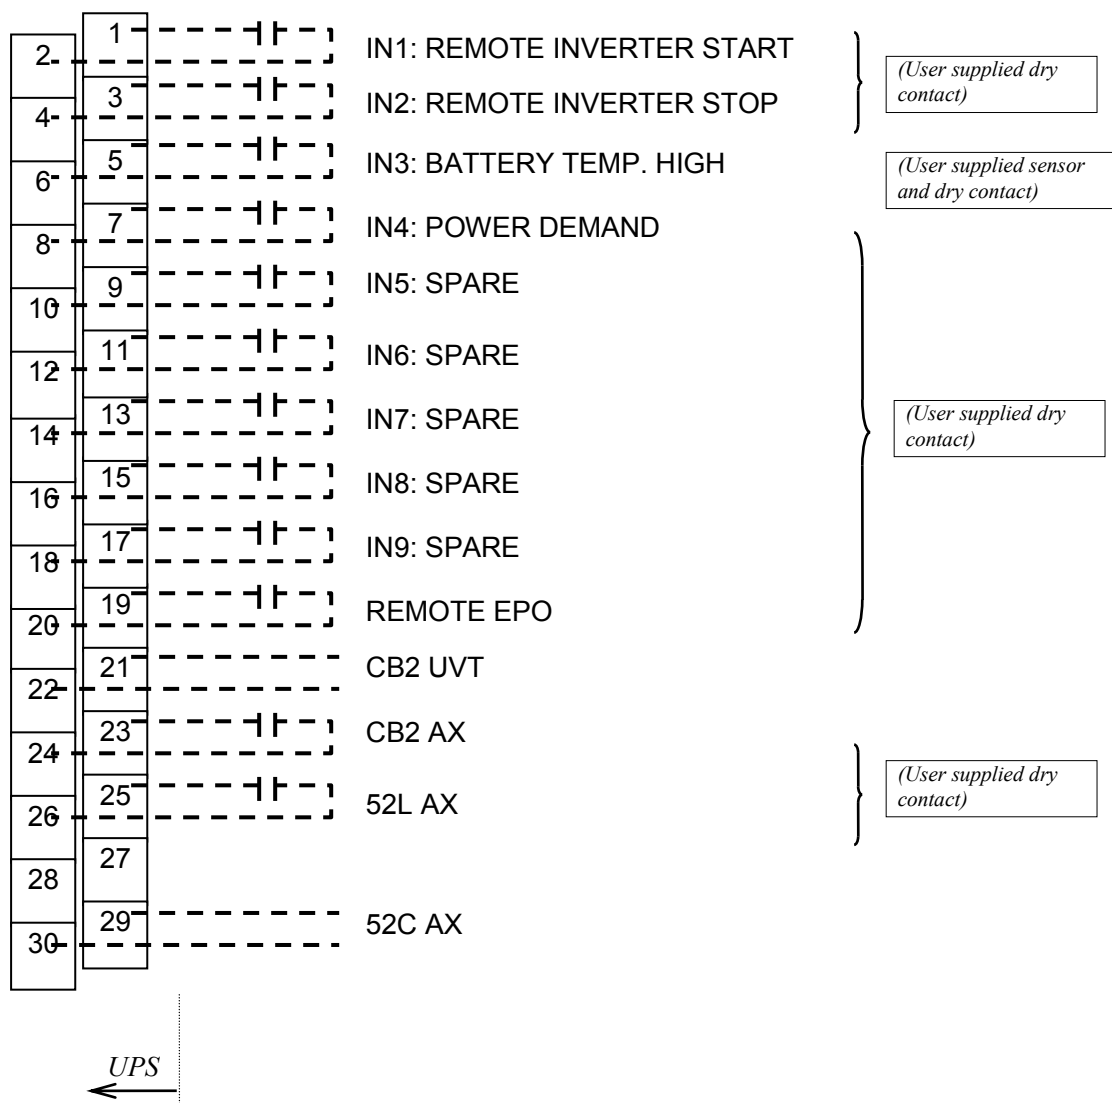 1
2
IN1: REMOTE INVERTER START
(User supplied dry
contact)
3
4
IN2: REMOTE INVERTER STOP
5
6
IN3: BATTERY TEMP. HIGH
(User supplied sensor
and dry contact)
7
8
IN4: POWER DEMAND
9
10
IN5: SPARE
11
12
IN6: SPARE
13
14
IN7: SPARE
(User supplied dry
contact)
15
16
IN8: SPARE
17
18
IN9: SPARE
19
20
REMOTE EPO
21
22
CB2 UVT
23
24
CB2 AX
25
26
52L AX
(User supplied dry
contact)
27
28
29
30
52C AX
UPS